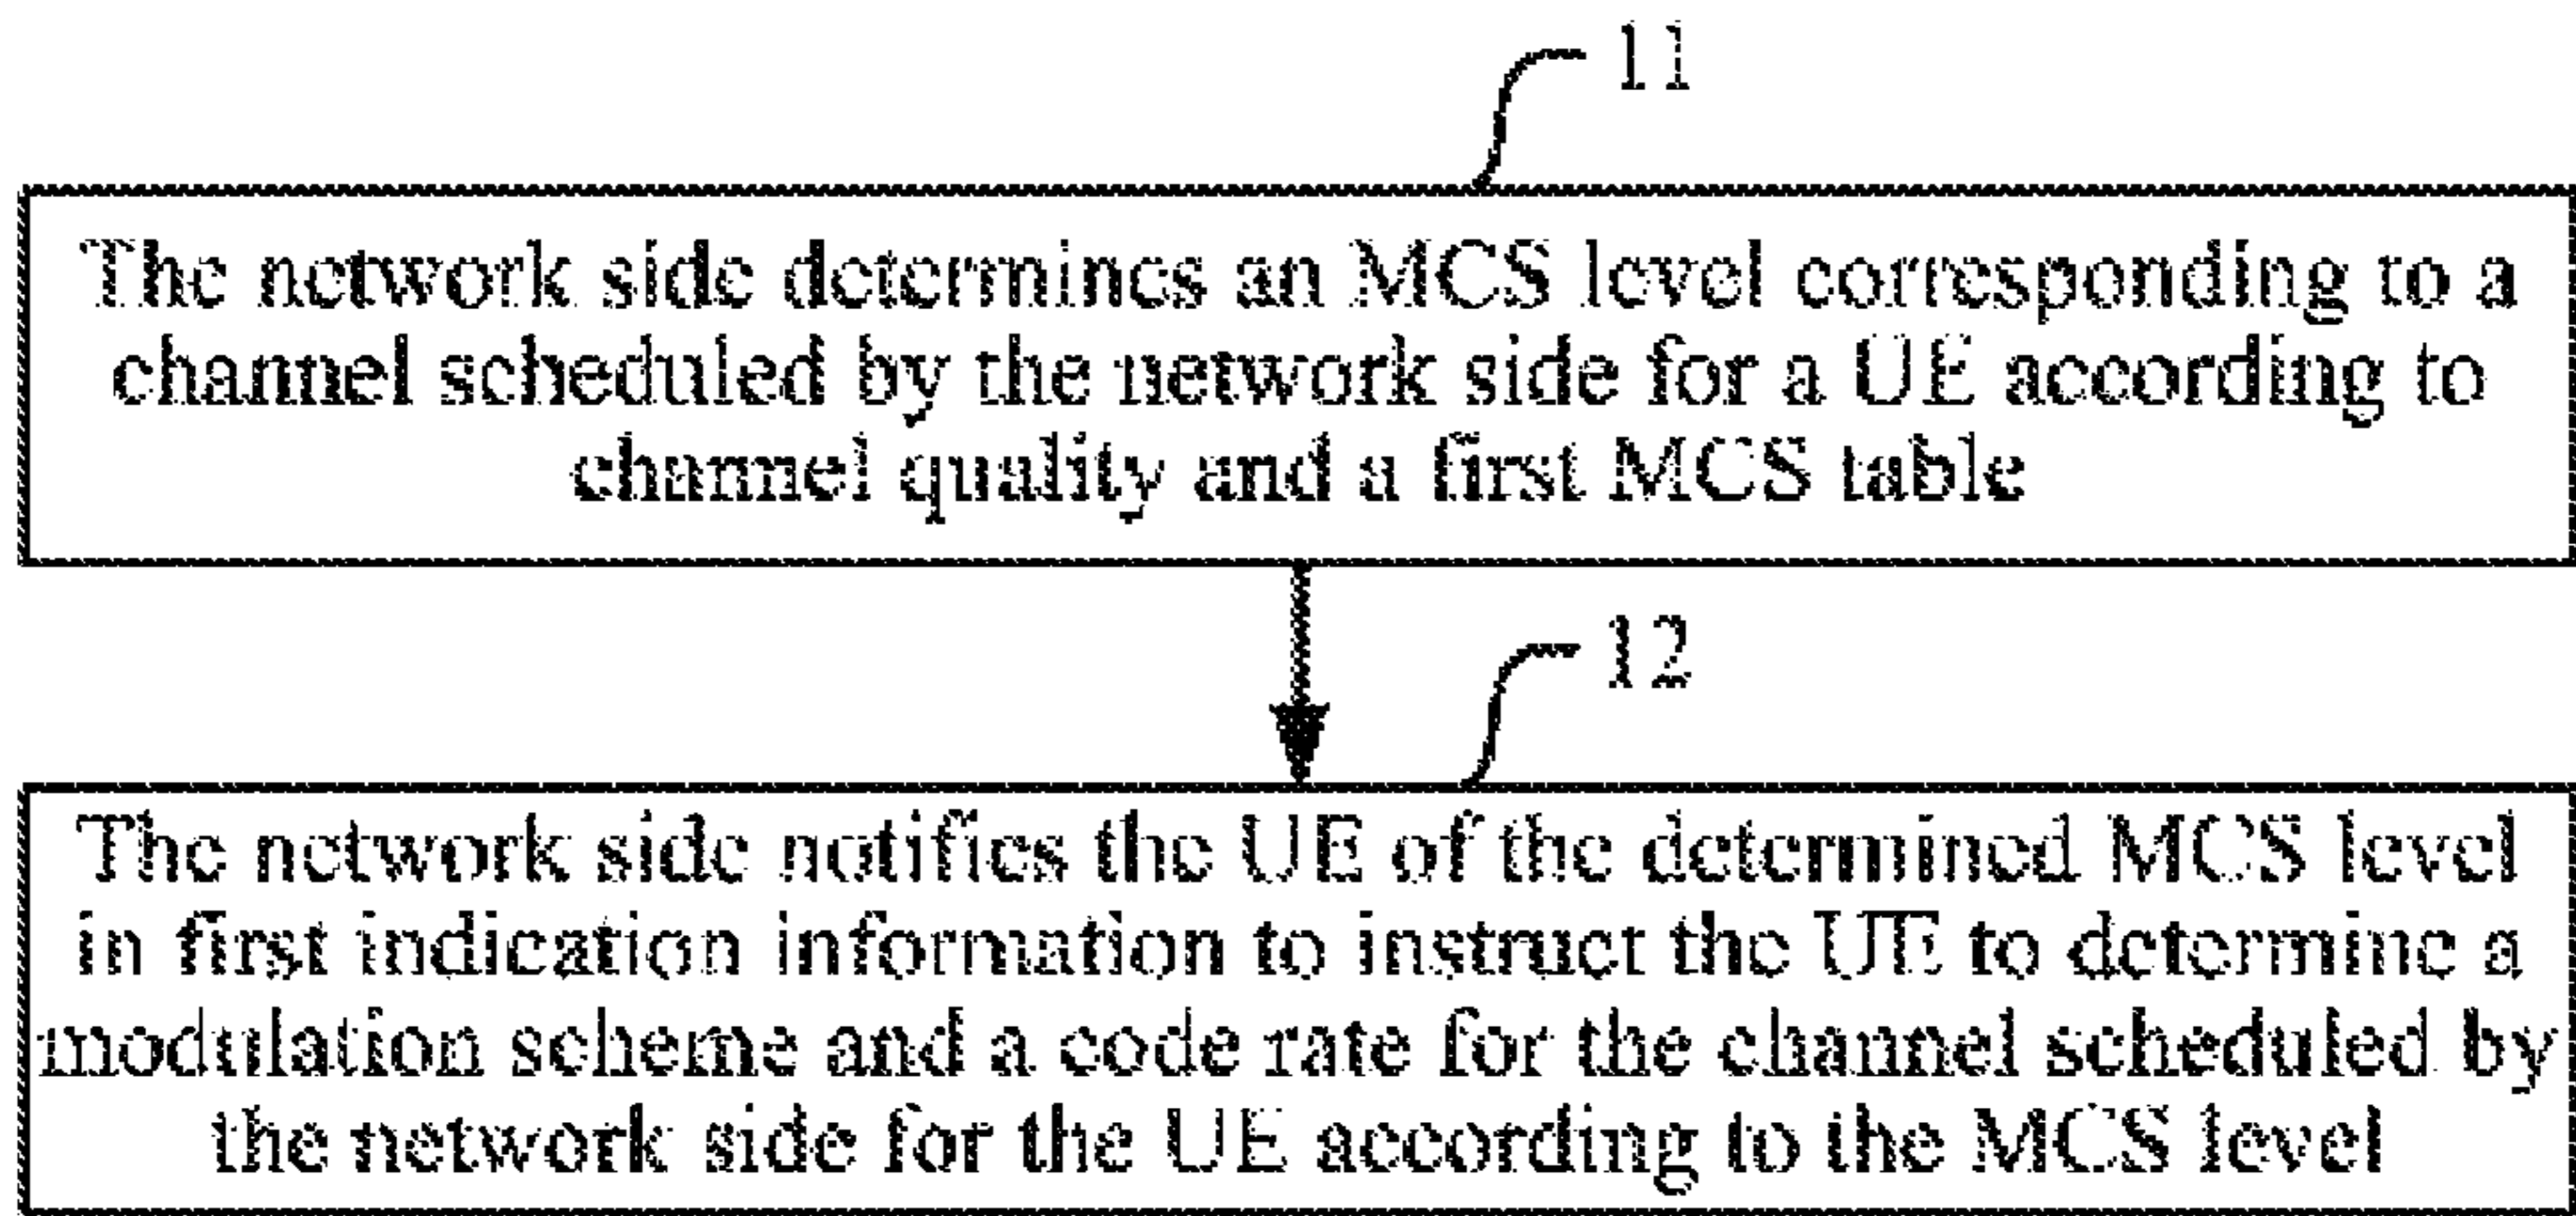 11
The network side determines an MCS level corresponding to a
channel scheduled by the network side for a UE according to
channel quality and a first MCS table
12
The network side notifies the UE of the determined MCS level
in first indication information to instruct the UE to determine a
modulation scheme and a code rate for the channel scheduled by
the network side for the UE according to the MCS level